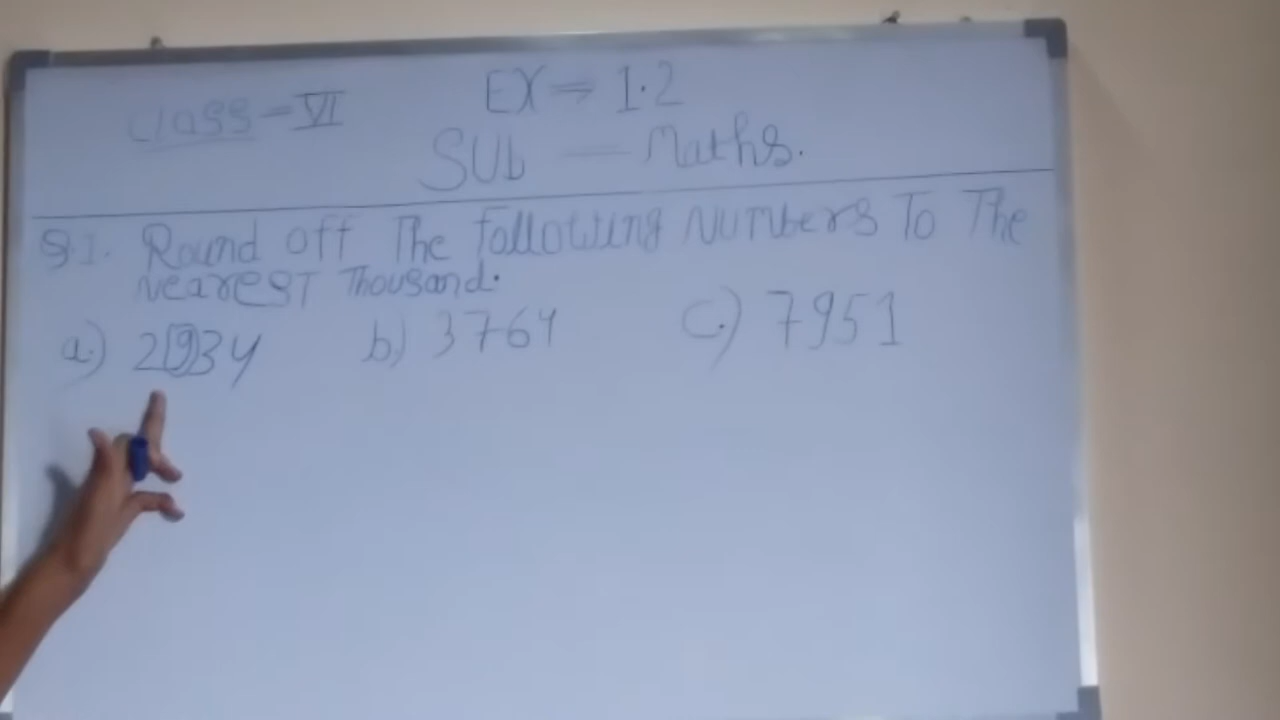 Class - VI
EX ⇒ 1.2
Sub — Maths.
Q1. Round off The following Numbers To The
nearest Thousand.
a.) 2934 b.) 3764 c.) 7951